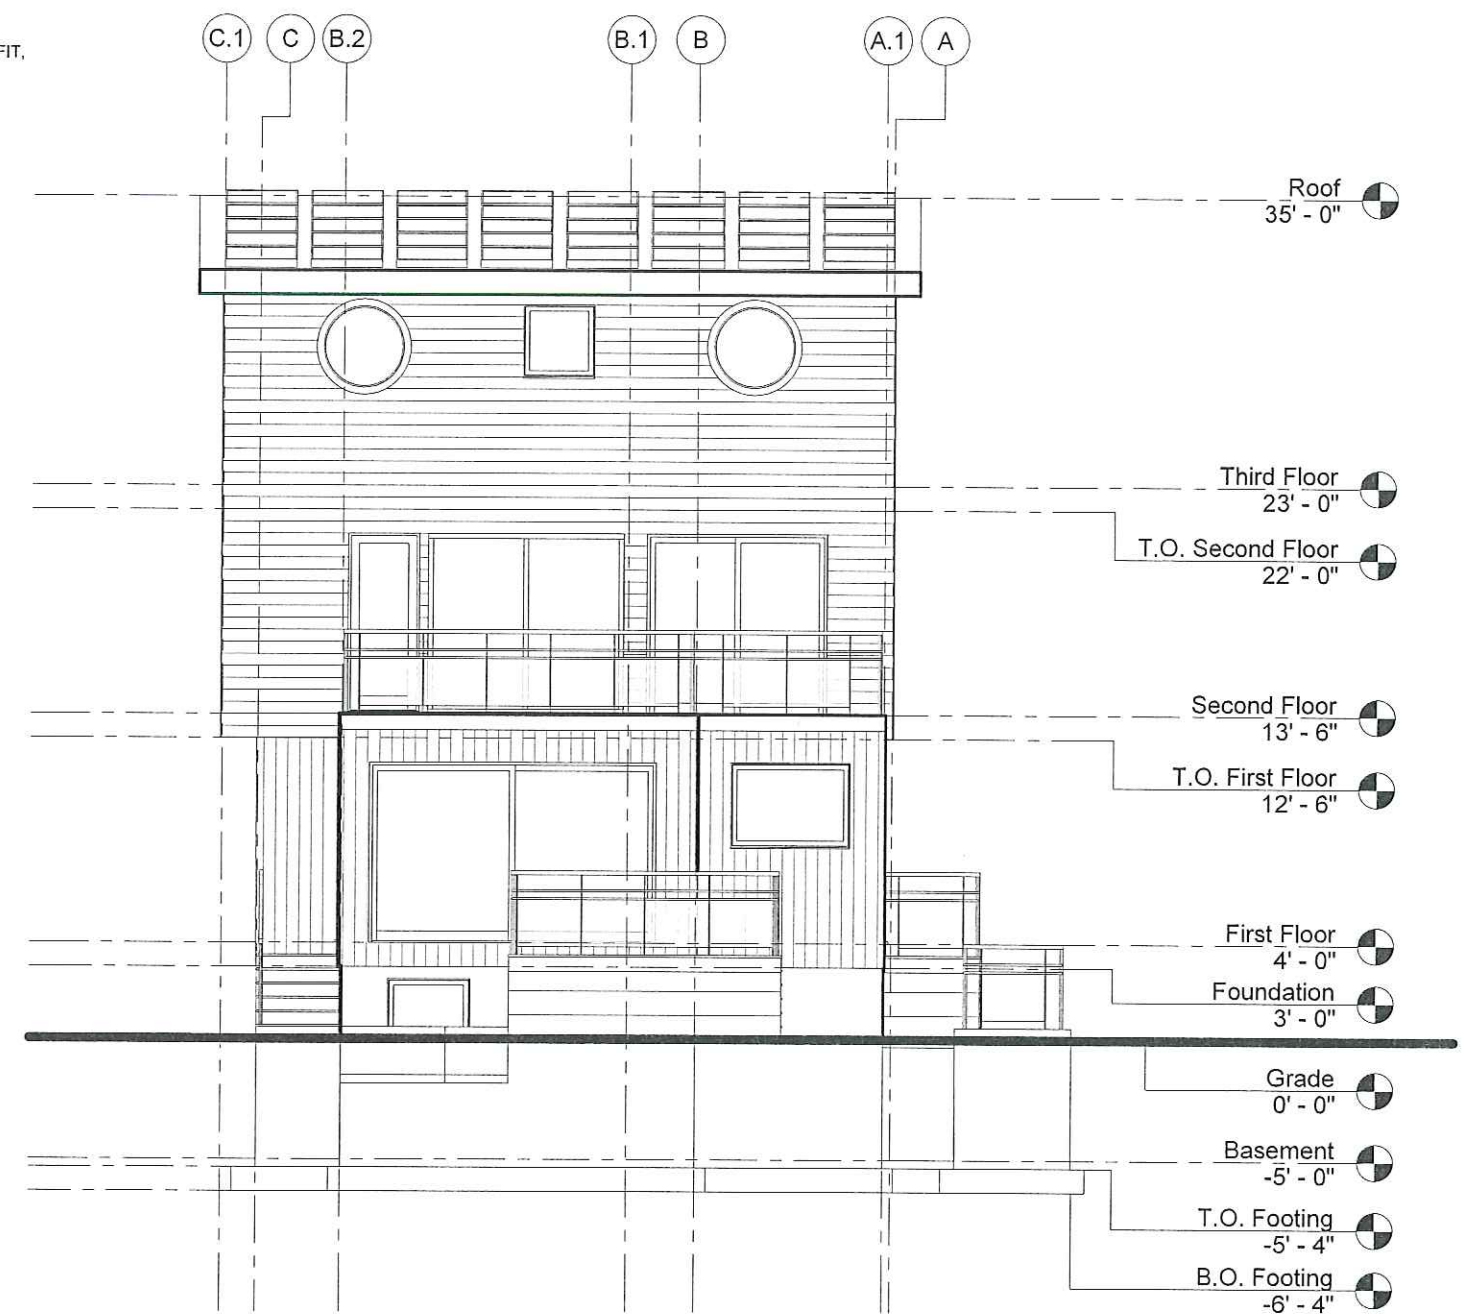 C.1 C B.2 B.1 B A.1 A
FIT,
Roof
35' - 0"
Third Floor
23' - 0"
T.O. Second Floor
22' - 0"
Second Floor
13' - 6"
T.O. First Floor
12' - 6"
First Floor
4' - 0"
Foundation
3' - 0"
Grade
0' - 0"
Basement
-5' - 0"
T.O. Footing
-5' - 4"
B.O. Footing
-6' - 4"